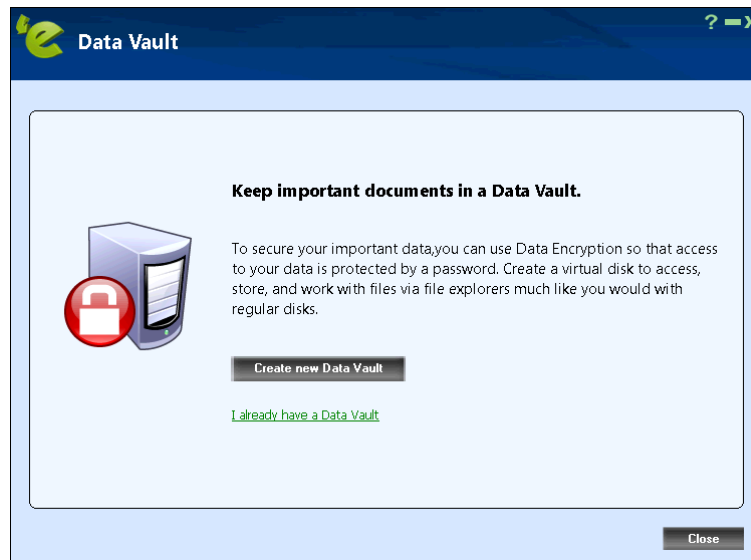 Data Vault
? – X
Keep important documents in a Data Vault.
To secure your important data,you can use Data Encryption so that access
to your data is protected by a password. Create a virtual disk to access,
store, and work with files via file explorers much like you would with
regular disks.
Create new Data Vault
I already have a Data Vault
Close